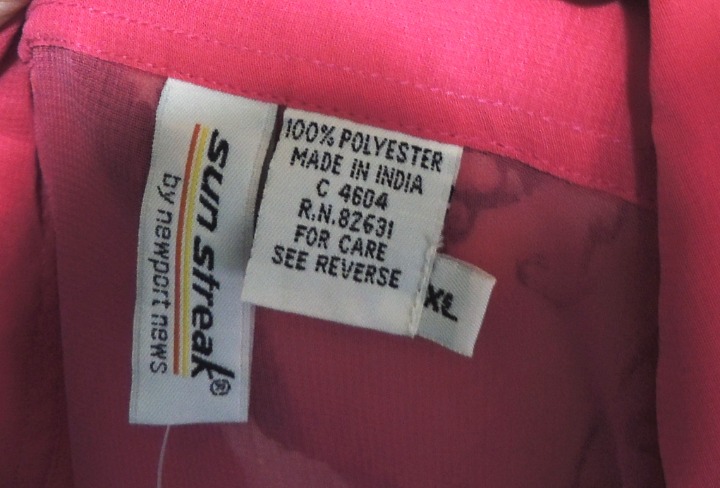 sun streak®
by newport news
100% POLYESTER
MADE IN INDIA
C 4604
R.N.82631
FOR CARE
SEE REVERSE
XL